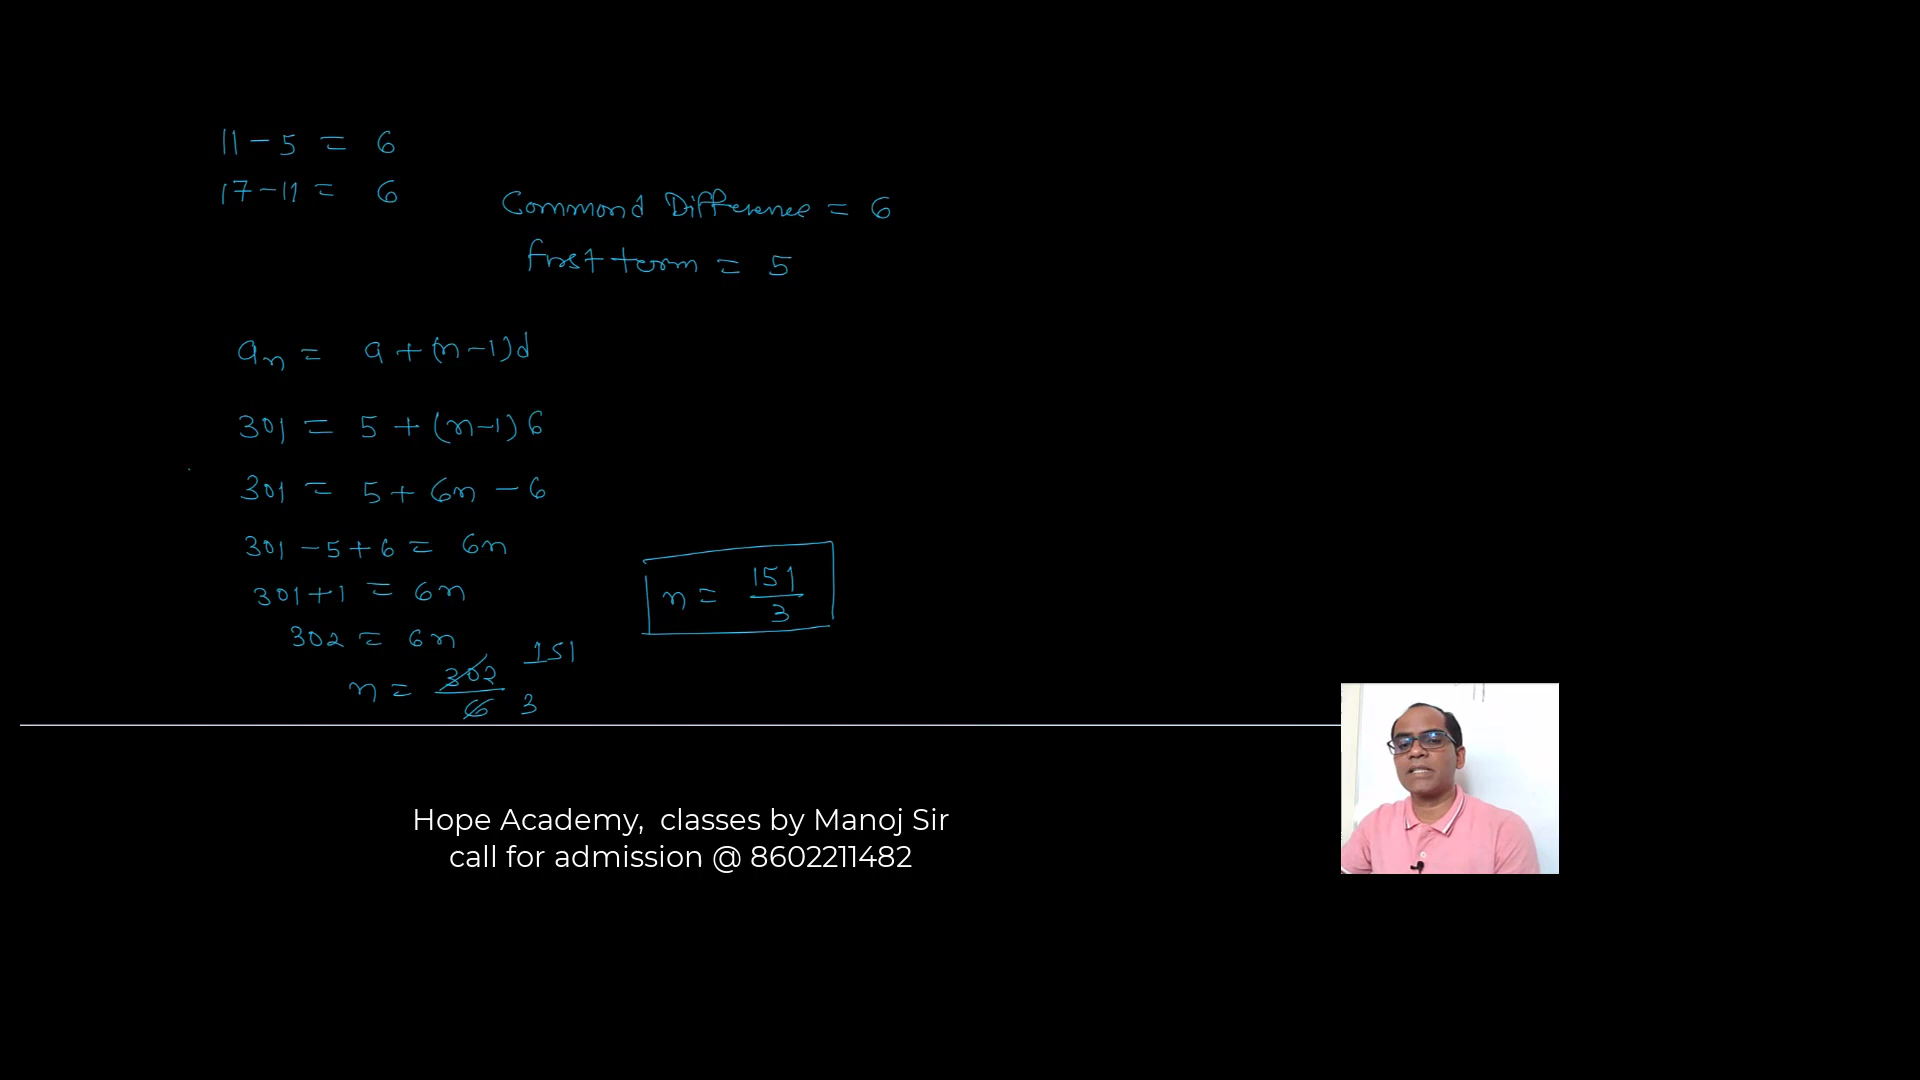 11 - 5 = 6
17 - 11 = 6
Commond Difference = 6
first term = 5
aₙ = a + (n-1)d
301 = 5 + (n-1) 6
301 = 5 + 6n - 6
301 - 5 + 6 = 6n
301 + 1 = 6n
302 = 6n
n = 302/6 151/3
n = 151/3
Hope Academy, classes by Manoj Sir
call for admission @ 8602211482